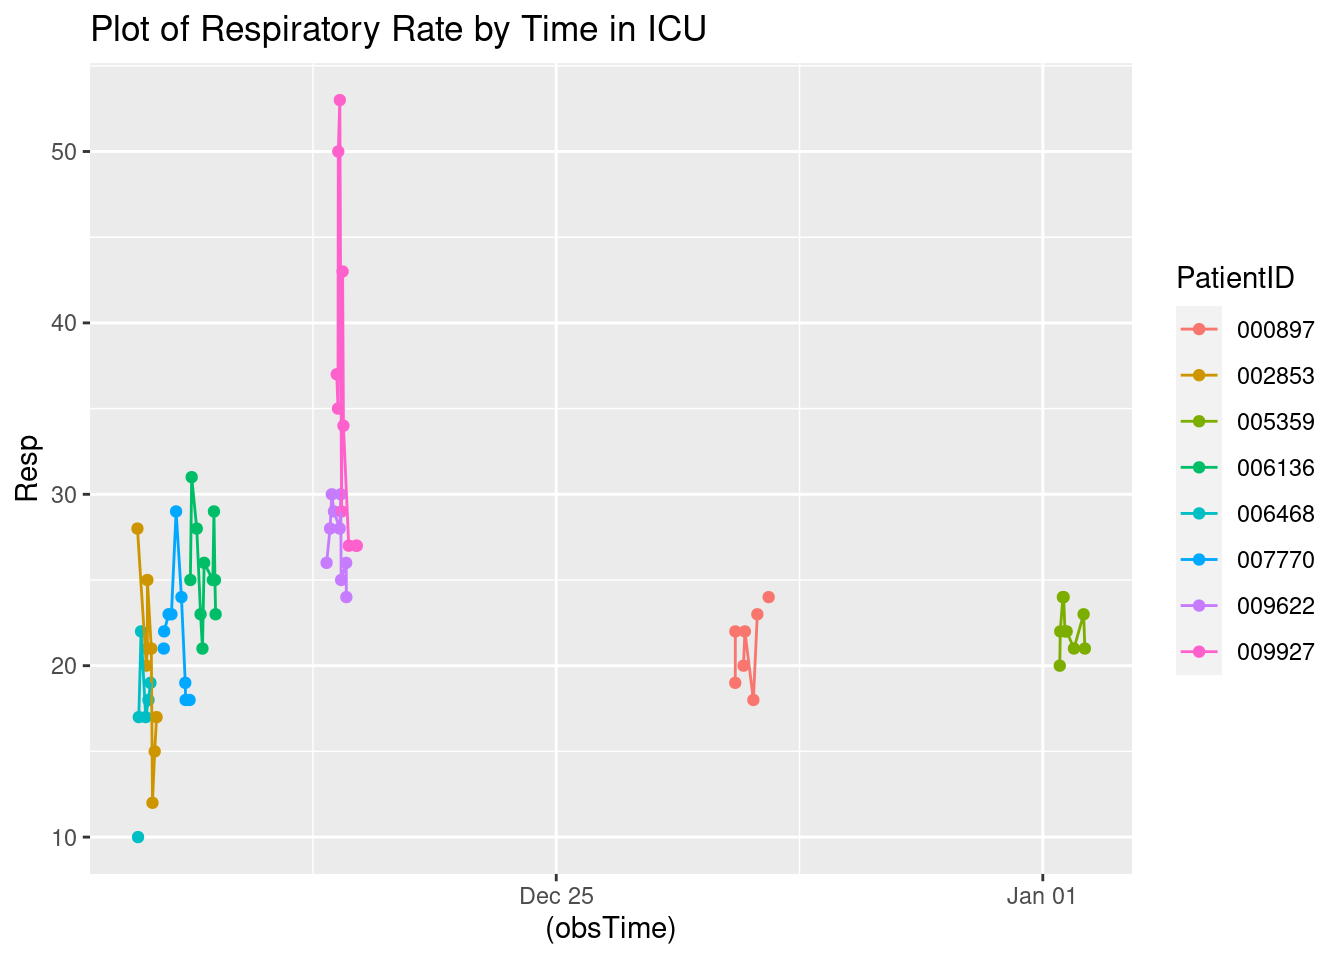 Plot of Respiratory Rate by Time in ICU
50
40
30
20
10
Resp
Dec 25
Jan 01
(obsTime)
PatientID
000897
002853
005359
006136
006468
007770
009622
009927